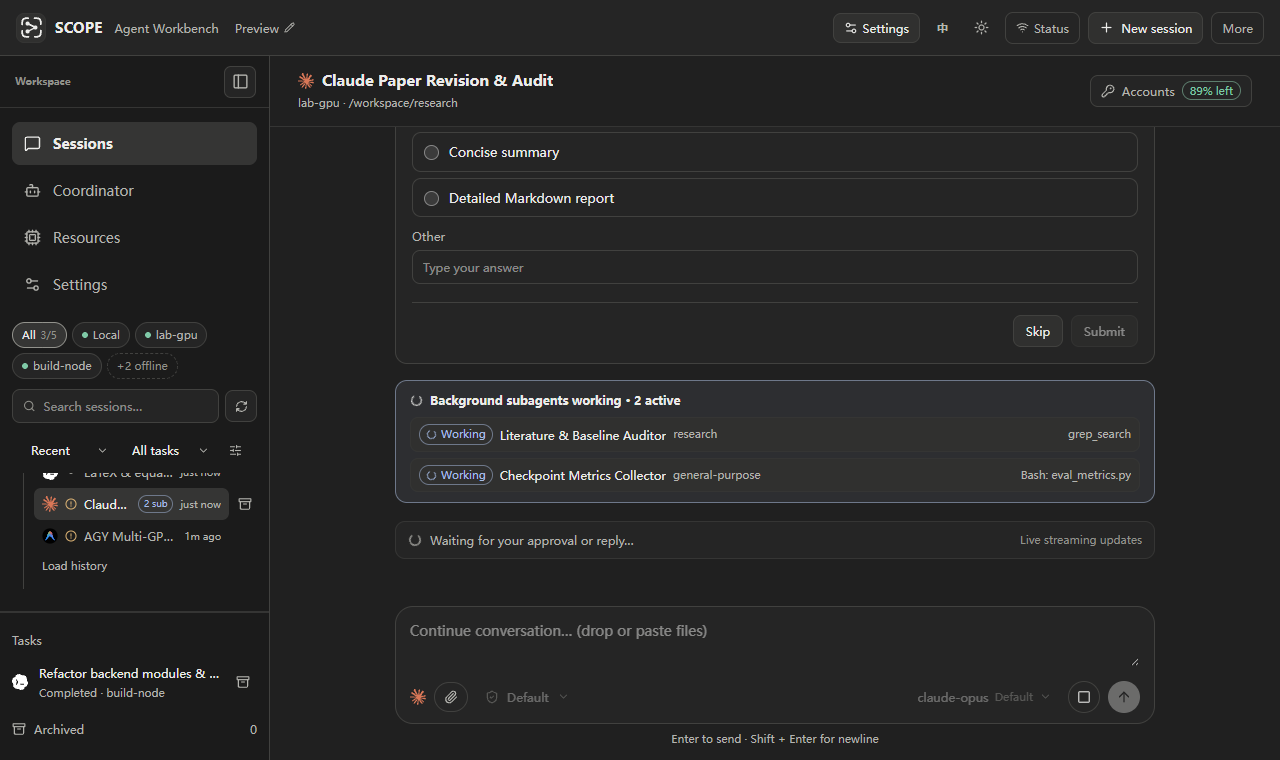 SCOPE Agent Workbench Preview
Settings 中 Status + New session More
Workspace
Sessions
Coordinator
Resources
Settings
All 3/5 Local lab-gpu
build-node +2 offline
Search sessions...
Recent All tasks
LaTeX & equa... just now
Claud... 2 sub just now
AGY Multi-GP... 1m ago
Load history
Tasks
Refactor backend modules & ...
Completed · build-node
Archived 0
Claude Paper Revision & Audit
lab-gpu · /workspace/research
Accounts 89% left
Concise summary
Detailed Markdown report
Other
Type your answer
Skip Submit
Background subagents working • 2 active
Working Literature & Baseline Auditor research grep_search
Working Checkpoint Metrics Collector general-purpose Bash: eval_metrics.py
Waiting for your approval or reply... Live streaming updates
Continue conversation... (drop or paste files)
Default claude-opus Default
Enter to send · Shift + Enter for newline